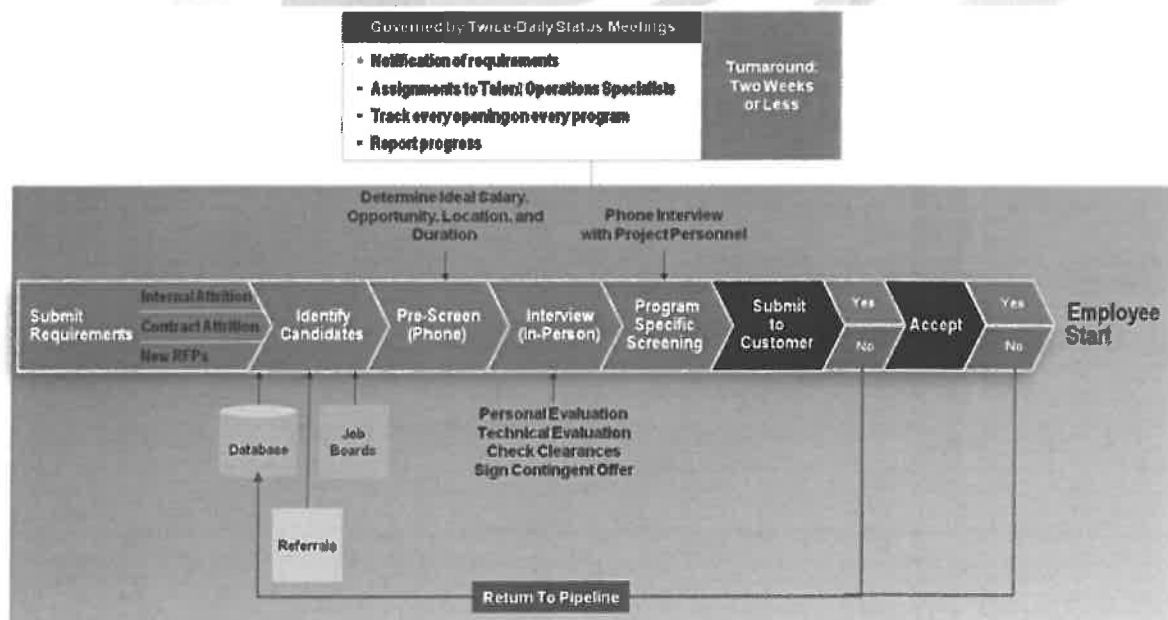 Governed by Twice-Daily Status Meetings
• Notification of requirements
• Assignments to Talent Operations Specialists
• Track every opening on every program
• Report progress
Turnaround:
Two Weeks
or Less
Determine Ideal Salary,
Opportunity, Location, and
Duration
Phone Interview
with Project Personnel
Submit
Requirements
Internal Attrition
Contract Attrition
New RFPs
Identify
Candidates
Pre-Screen
(Phone)
Interview
(In-Person)
Program
Specific
Screening
Submit
to
Customer
Yes
No
Accept
Yes
No
Employee
Start
Database
Job
Boards
Referrals
Personal Evaluation
Technical Evaluation
Check Clearances
Sign Contingent Offer
Return To Pipeline